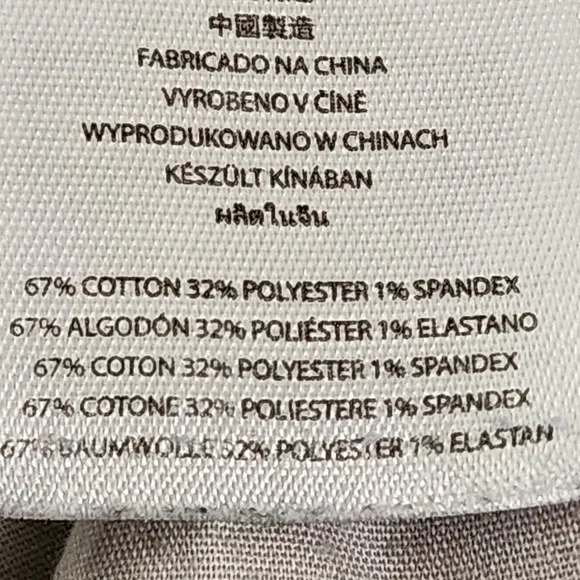 中國製造
FABRICADO NA CHINA
VYROBENO V ČÍNĚ
WYPRODUKOWANO W CHINACH
KÉSZÜLT KÍNÁBAN
ผลิตในจีน
67% COTTON 32% POLYESTER 1% SPANDEX
67% ALGODÓN 32% POLIÉSTER 1% ELASTANO
67% COTON 32% POLYESTER 1% SPANDEX
67% COTONE 32% POLIESTERE 1% SPANDEX
67% BAUMWOLLE 32% POLYESTER 1% ELASTAN